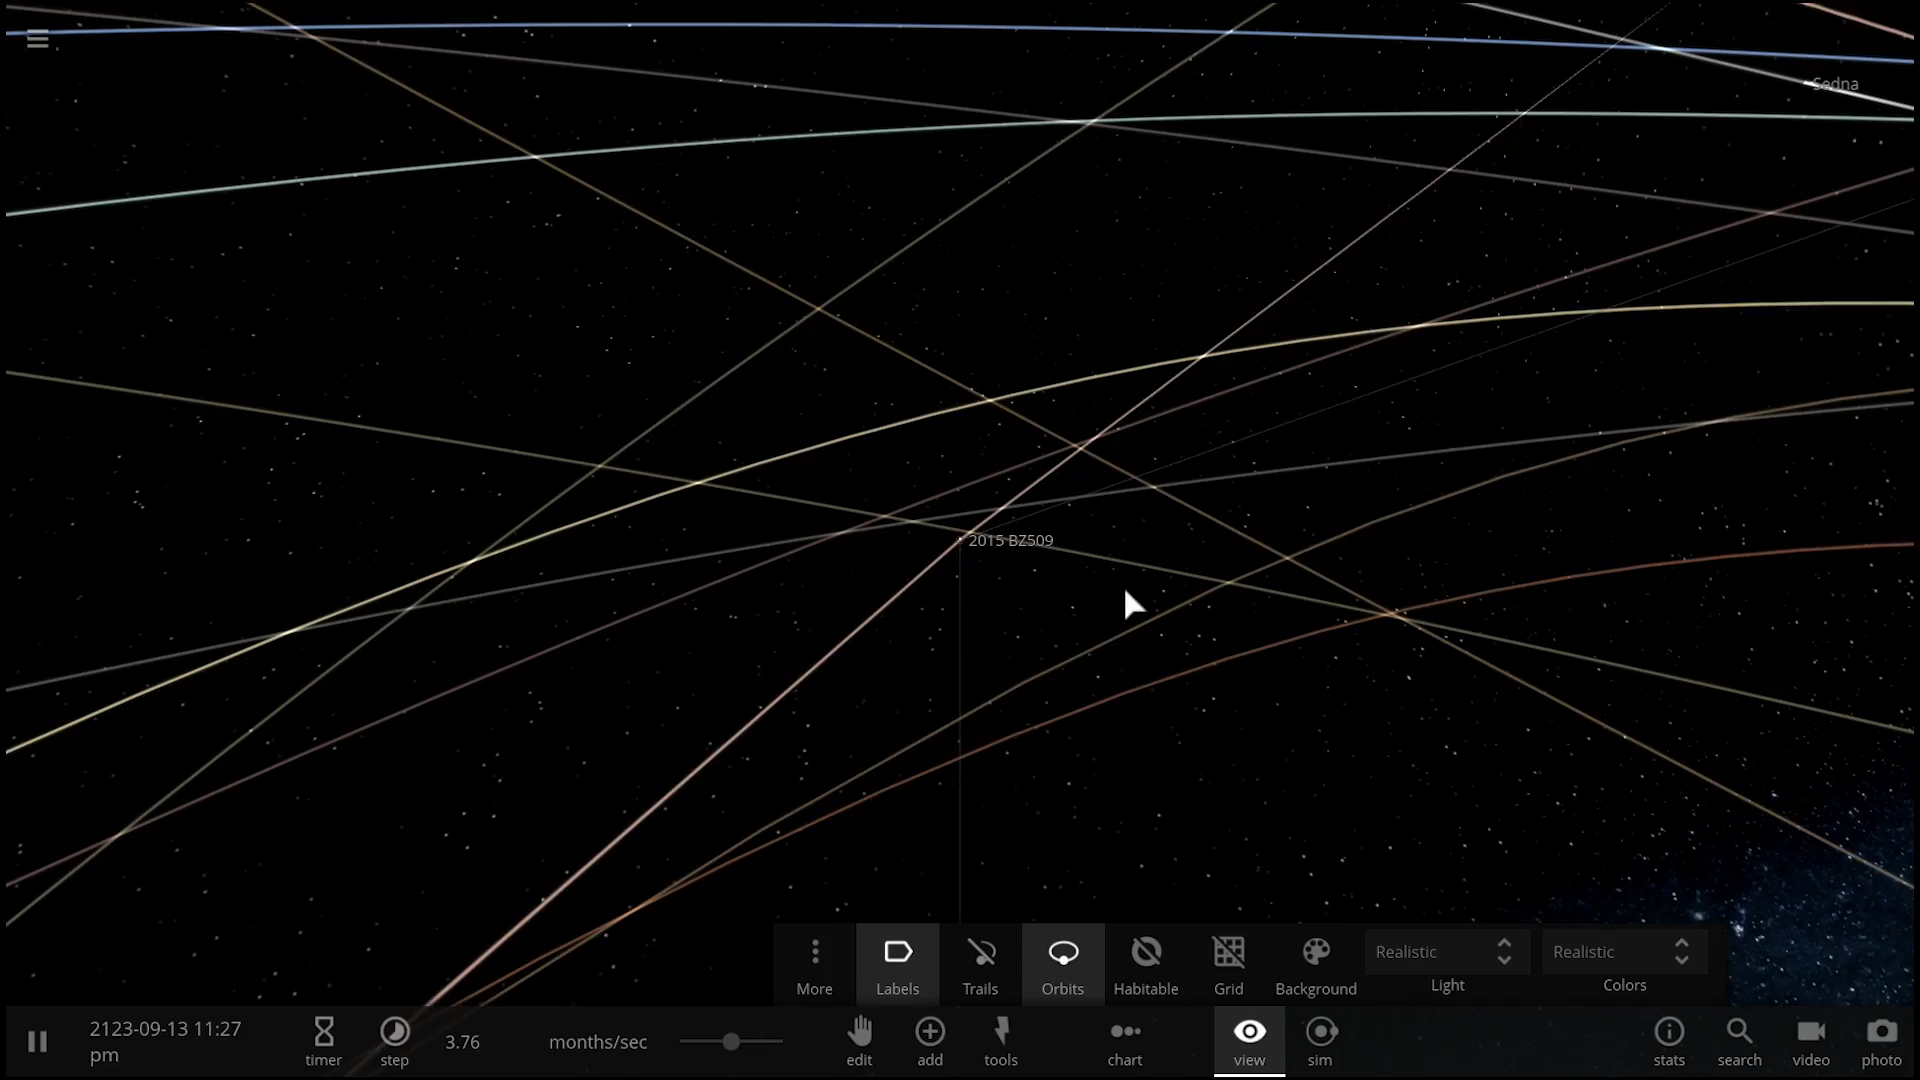 Sedna
2015 BZ509
More
Labels
Trails
Orbits
Habitable
Grid
Background
Realistic
Light
Realistic
Colors
2123-09-13 11:27
pm
timer
step
3.76
months/sec
edit
add
tools
chart
view
sim
stats
search
video
photo